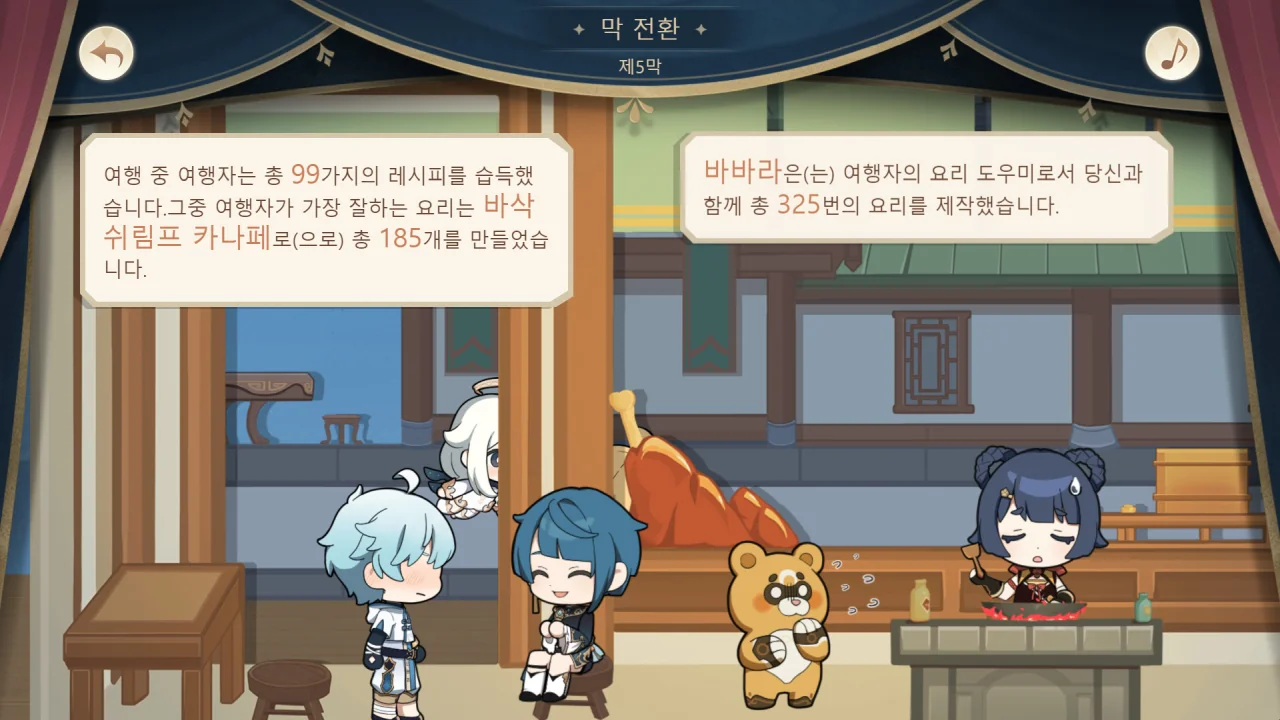 막 전환
제5막
여행 중 여행자는 총 99가지의 레시피를 습득했
습니다.그중 여행자가 가장 잘하는 요리는 바삭
쉬림프 카나페로(으로) 총 185개를 만들었습
니다.
바바라은(는) 여행자의 요리 도우미로서 당신과
함께 총 325번의 요리를 제작했습니다.